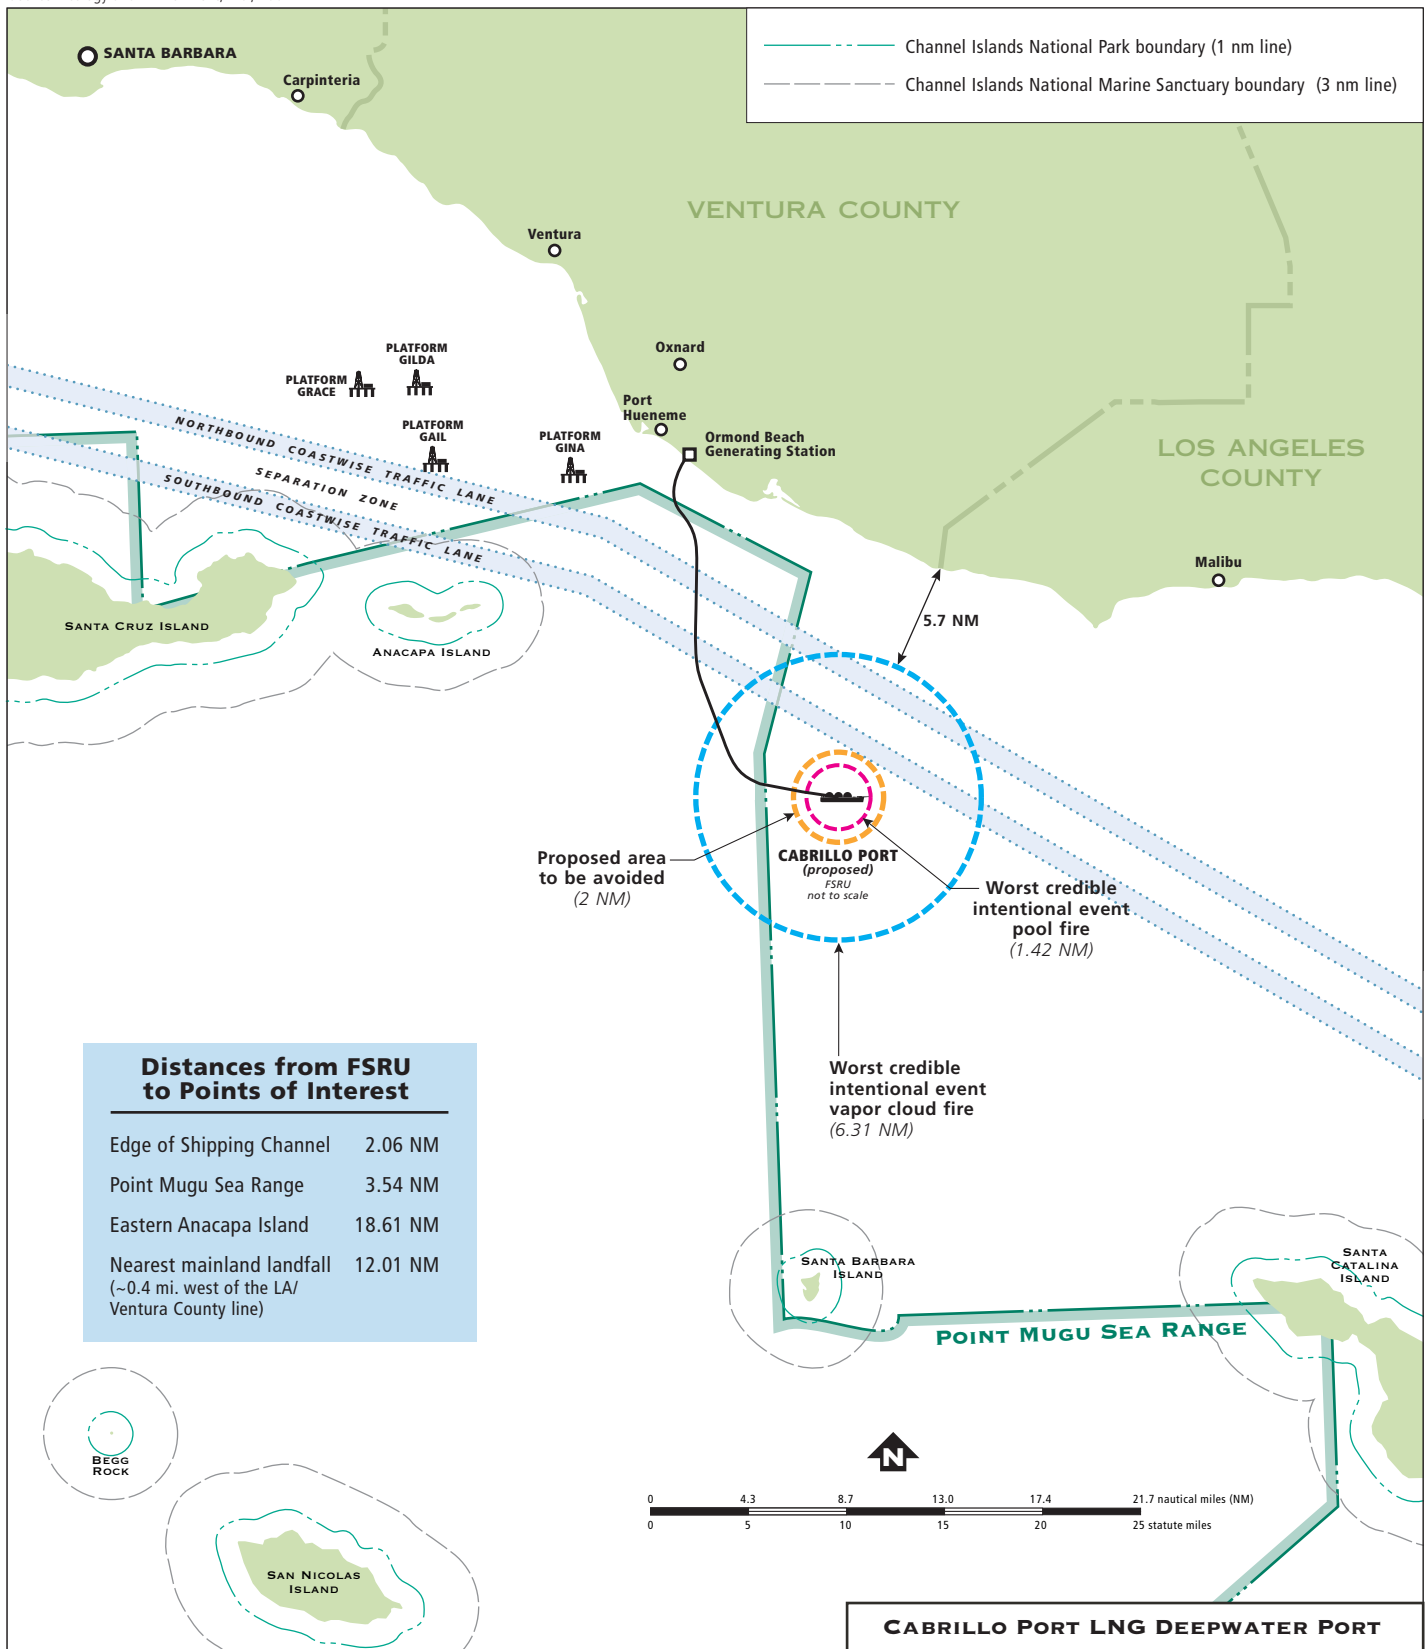 Channel Islands National Park boundary (1 nm line)
Channel Islands National Marine Sanctuary boundary (3 nm line)
SANTA BARBARA
Carpinteria
VENTURA COUNTY
Ventura
Oxnard
PLATFORM
GILDA
PLATFORM
GRACE
Port
Hueneme
PLATFORM
GAIL
PLATFORM
GINA
Ormond Beach
Generating Station
LOS ANGELES
COUNTY
NORTHBOUND COASTWISE TRAFFIC LANE
SEPARATION ZONE
SOUTHBOUND COASTWISE TRAFFIC LANE
Malibu
5.7 NM
SANTA CRUZ ISLAND
ANACAPA ISLAND
Proposed area
to be avoided
(2 NM)
CABRILLO PORT
(proposed)
FSRU
not to scale
Worst credible
intentional event
pool fire
(1.42 NM)
Worst credible
intentional event
vapor cloud fire
(6.31 NM)
Distances from FSRU
to Points of Interest
Edge of Shipping Channel 2.06 NM
Point Mugu Sea Range 3.54 NM
Eastern Anacapa Island 18.61 NM
Nearest mainland landfall 12.01 NM
(~0.4 mi. west of the LA/
Ventura County line)
SANTA BARBARA
ISLAND
SANTA
CATALINA
ISLAND
POINT MUGU SEA RANGE
BEGG
ROCK
N
0 4.3 8.7 13.0 17.4 21.7 nautical miles (NM)
0 5 10 15 20 25 statute miles
SAN NICOLAS
ISLAND
CABRILLO PORT LNG DEEPWATER PORT